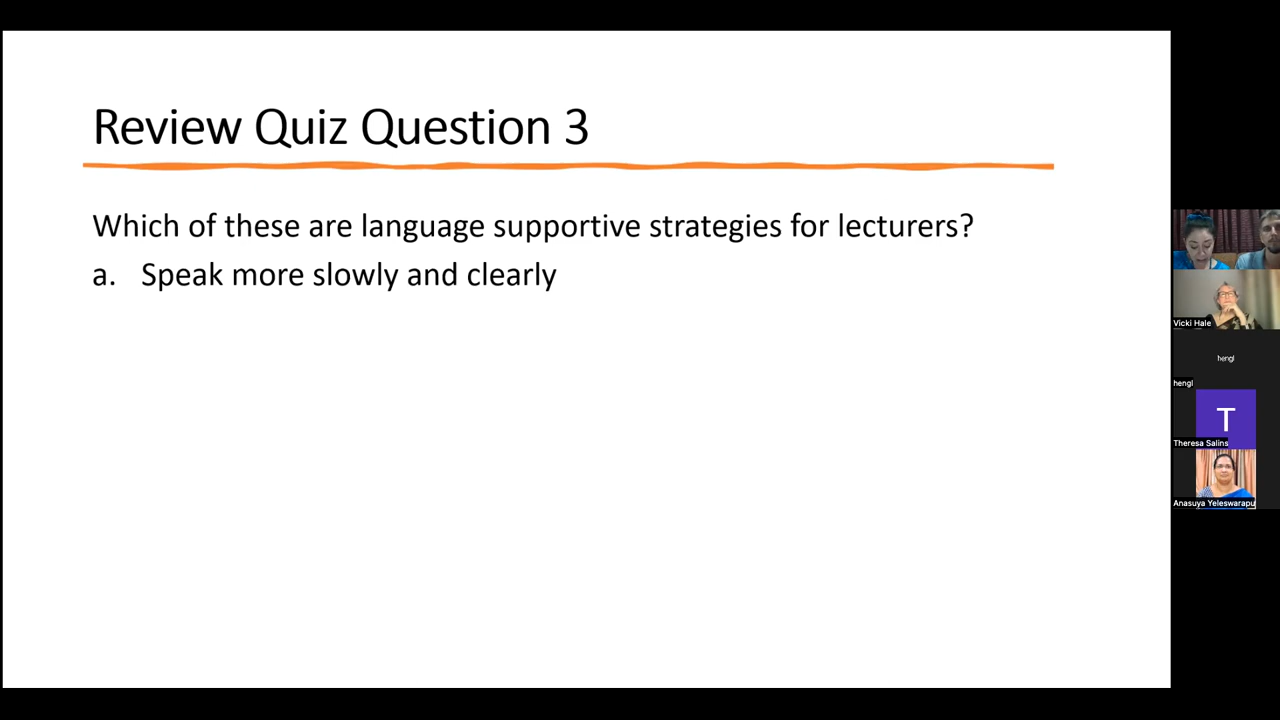 Review Quiz Question 3
Which of these are language supportive strategies for lecturers?
a. Speak more slowly and clearly
Vicki Hale
hengl
hengl
T
Theresa Salins
Anasuya Yeleswarapu